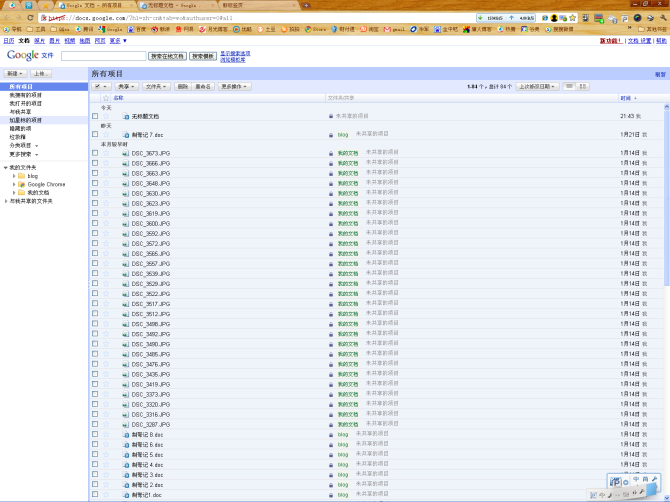 Google 文档 - 所有项目
无标题文档 - Google
https://docs.google.com/?hl=zh-cn&tab=wo&authuser=0#all
日历 文档 照片 图片 视频 地图 网页 更多
新功能！ 文档 设置 帮助
Google 文件 搜索在线文档 搜索模板 显示搜索选项
浏览模板库
新建 上传...
所有项目
共享 文件夹 删除 重命名 更多操作 1-84 个，总计 84 个 上次修改日期
名称 文件夹/共享 时间
今天
无标题文档 未共享的项目 21:43 我
昨天
制弩记 7.doc blog 未共享的项目 1月21日 我
本月较早时
DSC_3673.JPG 我的文档 未共享的项目 1月14日 我
DSC_3666.JPG 我的文档 未共享的项目 1月14日 我
DSC_3663.JPG 我的文档 未共享的项目 1月14日 我
DSC_3648.JPG 我的文档 未共享的项目 1月14日 我
DSC_3630.JPG 我的文档 未共享的项目 1月14日 我
DSC_3623.JPG 我的文档 未共享的项目 1月14日 我
DSC_3619.JPG 我的文档 未共享的项目 1月14日 我
DSC_3600.JPG 我的文档 未共享的项目 1月14日 我
DSC_3592.JPG 我的文档 未共享的项目 1月14日 我
DSC_3572.JPG 我的文档 未共享的项目 1月14日 我
DSC_3565.JPG 我的文档 未共享的项目 1月14日 我
DSC_3557.JPG 我的文档 未共享的项目 1月14日 我
DSC_3539.JPG 我的文档 未共享的项目 1月14日 我
DSC_3529.JPG 我的文档 未共享的项目 1月14日 我
DSC_3522.JPG 我的文档 未共享的项目 1月14日 我
DSC_3517.JPG 我的文档 未共享的项目 1月14日 我
DSC_3512.JPG 我的文档 未共享的项目 1月14日 我
DSC_3498.JPG 我的文档 未共享的项目 1月14日 我
DSC_3492.JPG 我的文档 未共享的项目 1月14日 我
DSC_3490.JPG 我的文档 未共享的项目 1月14日 我
DSC_3485.JPG 我的文档 未共享的项目 1月14日 我
DSC_3476.JPG 我的文档 未共享的项目 1月14日 我
DSC_3435.JPG 我的文档 未共享的项目 1月14日 我
DSC_3419.JPG 我的文档 未共享的项目 1月14日 我
DSC_3373.JPG 我的文档 未共享的项目 1月14日 我
DSC_3320.JPG 我的文档 未共享的项目 1月14日 我
DSC_3316.JPG 我的文档 未共享的项目 1月14日 我
DSC_3287.JPG 我的文档 未共享的项目 1月14日 我
制弩记 8.doc blog 未共享的项目 1月14日 我
制弩记 6.doc blog 未共享的项目 1月14日 我
制弩记 5.doc blog 未共享的项目 1月14日 我
制弩记 4.doc blog 未共享的项目 1月14日 我
制弩记 3.doc blog 未共享的项目 1月14日 我
制弩记 2.doc blog 未共享的项目
制弩记1.doc blog 未共享的项目
所有项目
我拥有的项目
我打开的项目
与我共享
加星标的项目
隐藏的项
垃圾箱
分类项目
更多搜索
我的文件夹
blog
Google Chrome
我的文档
与我共享的文件夹